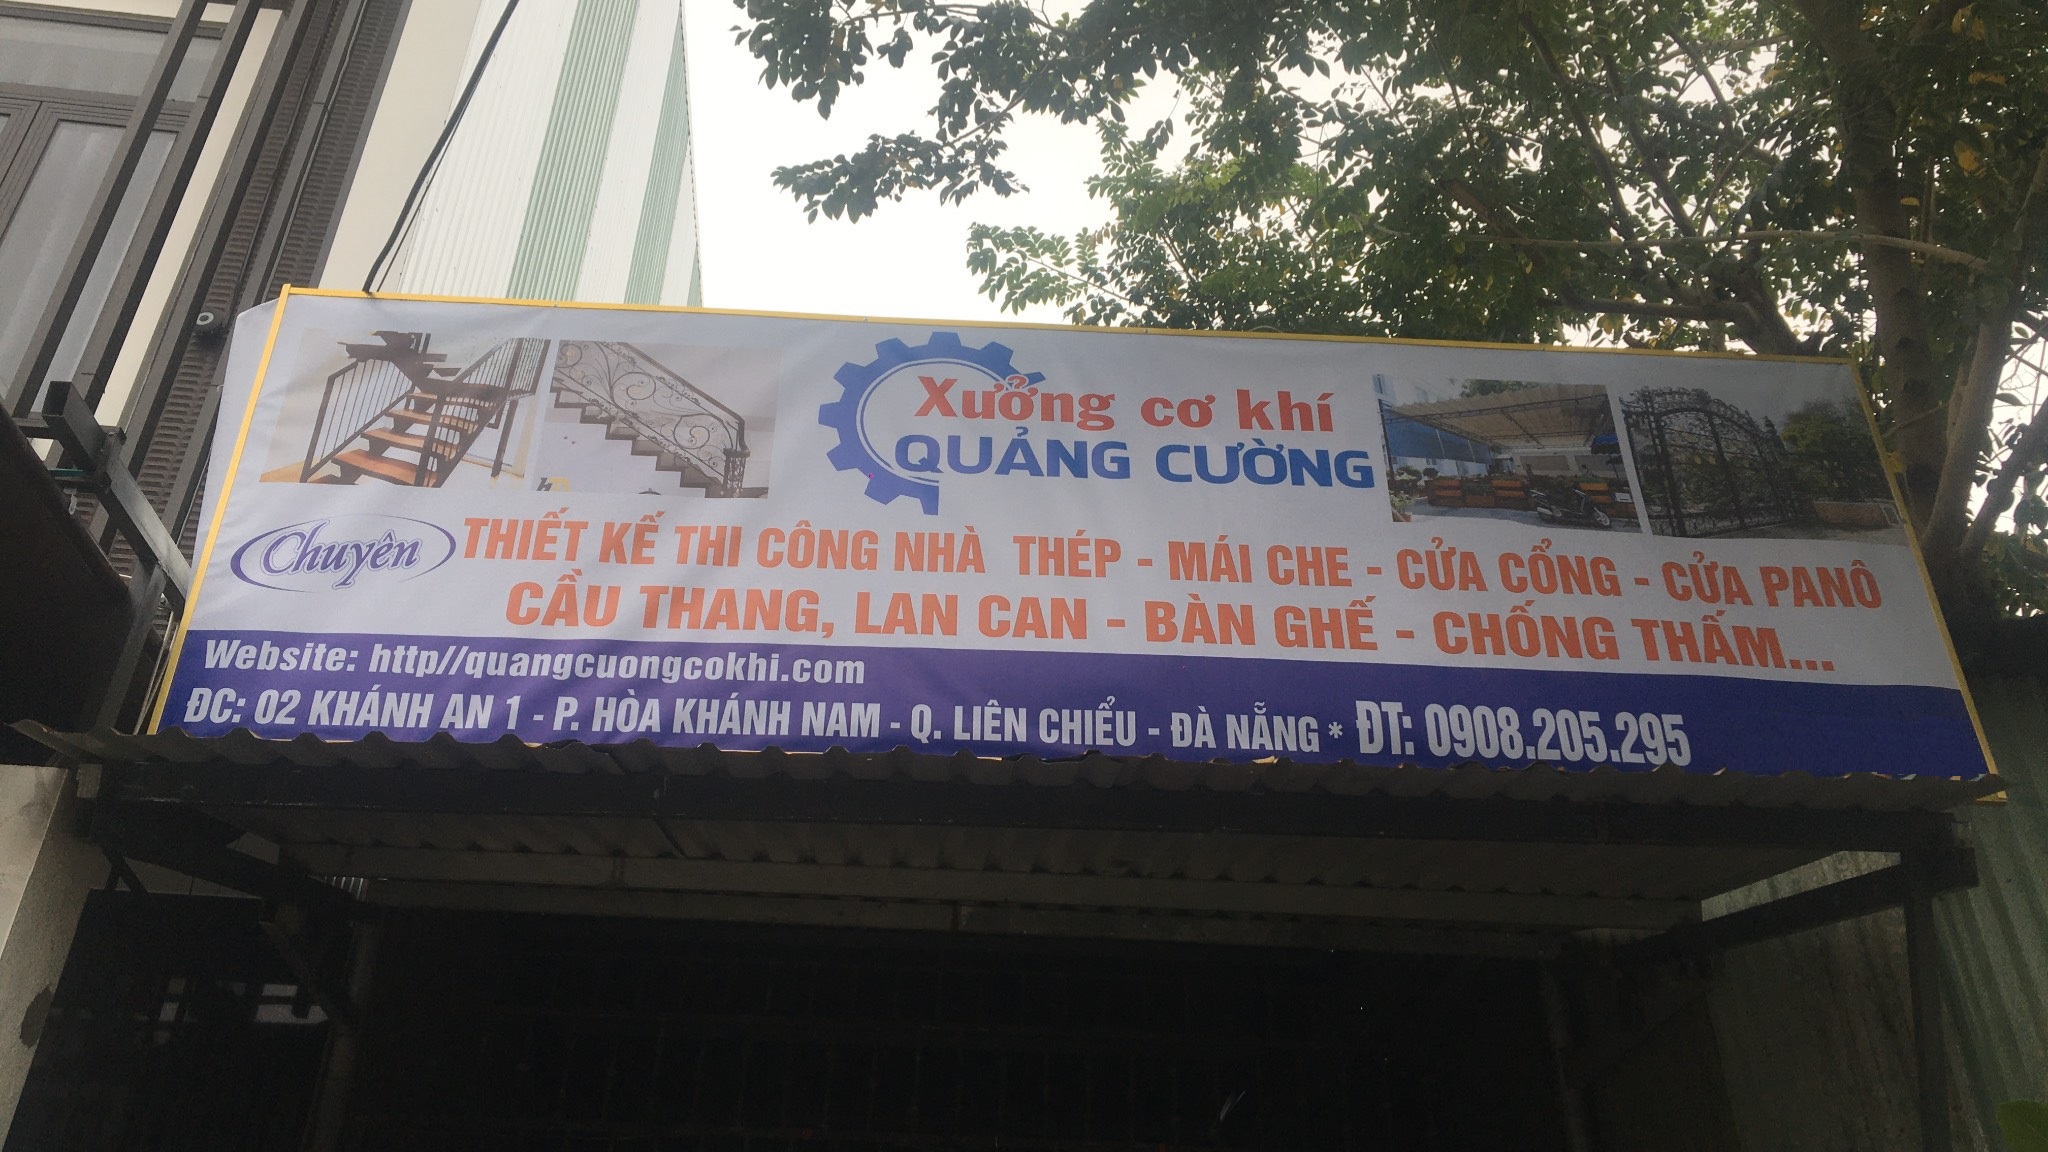 Xưởng cơ khí
QUẢNG CƯỜNG
Chuyên
THIẾT KẾ THI CÔNG NHÀ THÉP - MÁI CHE - CỬA CỔNG - CỬA PANÔ
CẦU THANG, LAN CAN - BÀN GHẾ - CHỐNG THẤM...
Website: http//quangcuongcokhi.com
ĐC: 02 KHÁNH AN 1 - P. HÒA KHÁNH NAM - Q. LIÊN CHIỂU - ĐÀ NẴNG * ĐT: 0908.205.295